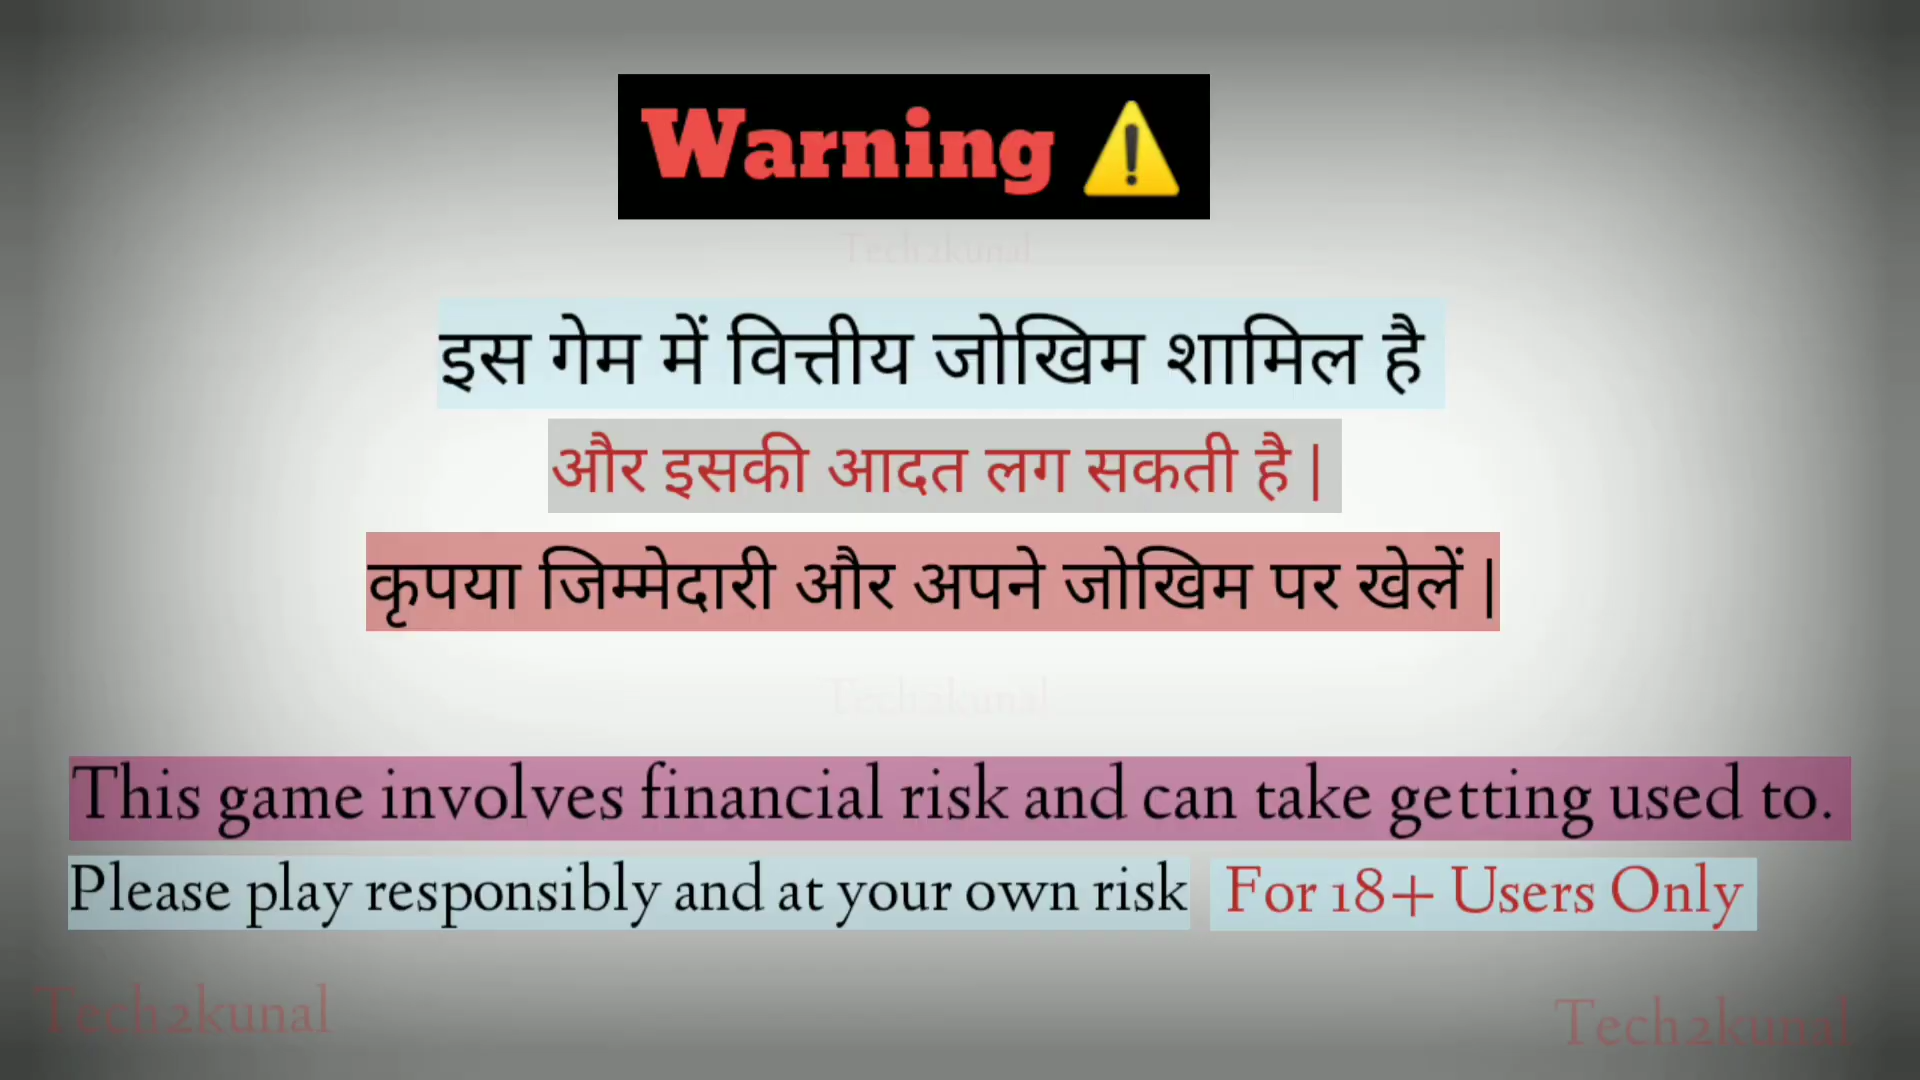 Warning ⚠️
Tech2kunal
इस गेम में वित्तीय जोखिम शामिल है
और इसकी आदत लग सकती है |
कृपया जिम्मेदारी और अपने जोखिम पर खेलें |
Tech2kunal
This game involves financial risk and can take getting used to.
Please play responsibly and at your own risk For 18+ Users Only
Tech2kunal Tech2kunal